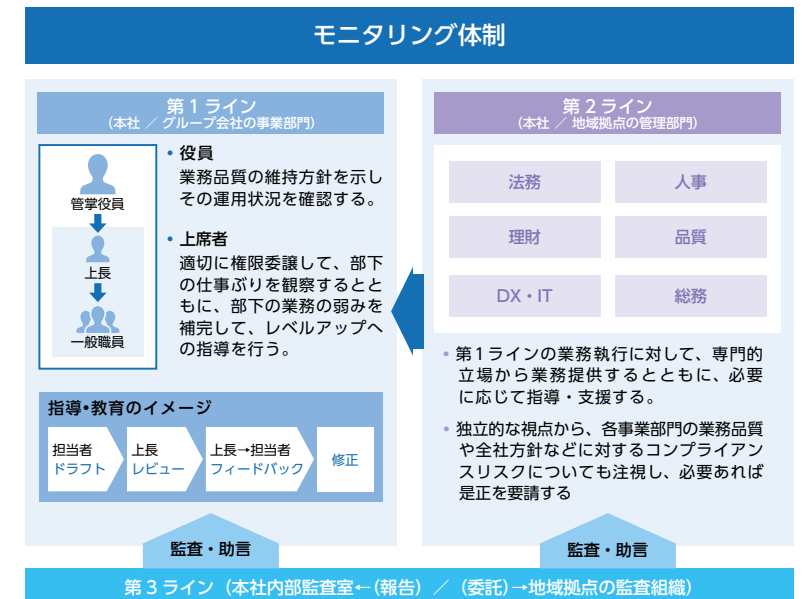 モニタリング体制
第1ライン
(本社 ／ グループ会社の事業部門)
管掌役員
上長
一般職員
• 役員
業務品質の維持方針を示し
その運用状況を確認する。
• 上席者
適切に権限委譲して、部下
の仕事ぶりを観察するとと
もに、部下の業務の弱みを
補完して、レベルアップへ
の指導を行う。
指導•教育のイメージ
担当者
ドラフト
上長
レビュー
上長→担当者
フィードバック
修正
第2ライン
(本社 ／ 地域拠点の管理部門)
法務
人事
理財
品質
DX・IT
総務
• 第1ラインの業務執行に対して、専門的
立場から業務提供するとともに、必要
に応じて指導・支援する。
• 独立的な視点から、各事業部門の業務品質
や全社方針などに対するコンプライアン
スリスクについても注視し、必要あれば
是正を要請する
監査・助言
監査・助言
第3ライン（本社内部監査室←(報告) ／ (委託)→地域拠点の監査組織）